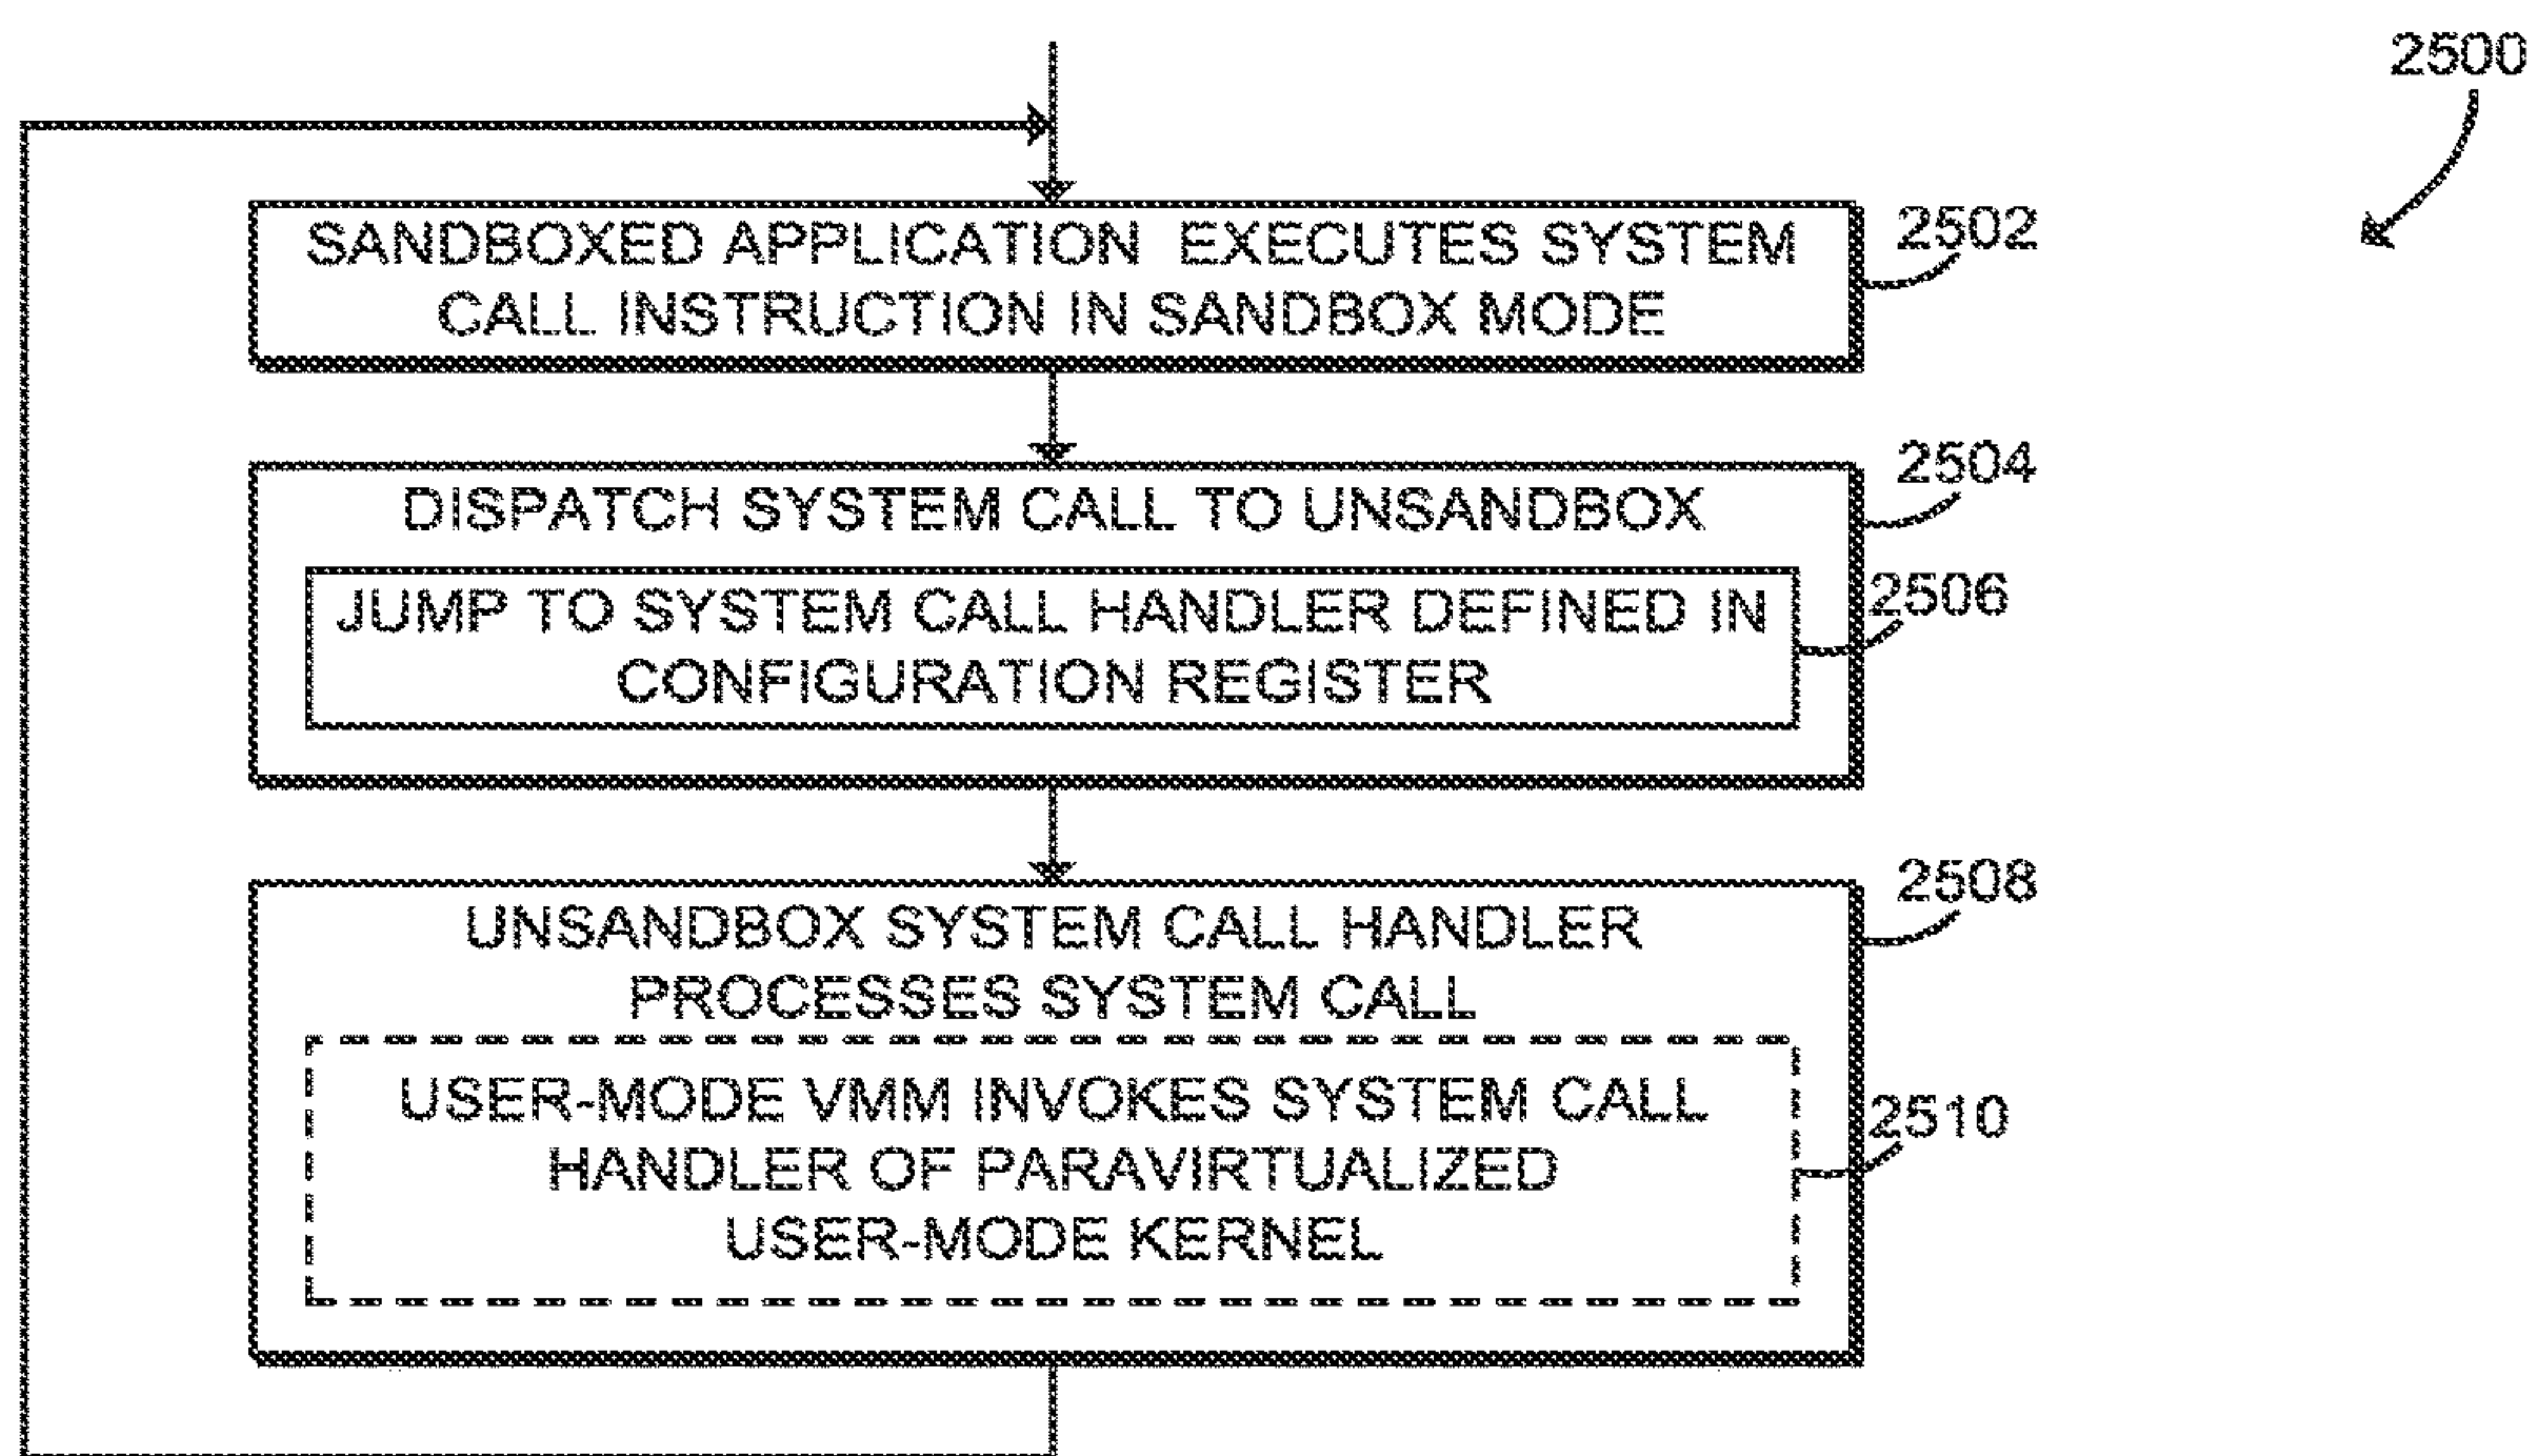 2500
SANDBOXED APPLICATION EXECUTES SYSTEM
CALL INSTRUCTION IN SANDBOX MODE
2502
DISPATCH SYSTEM CALL TO UNSANDBOX
2504
JUMP TO SYSTEM CALL HANDLER DEFINED IN
CONFIGURATION REGISTER
2506
UNSANDBOX SYSTEM CALL HANDLER
PROCESSES SYSTEM CALL
2508
USER-MODE VMM INVOKES SYSTEM CALL
HANDLER OF PARAVIRTUALIZED
USER-MODE KERNEL
2510